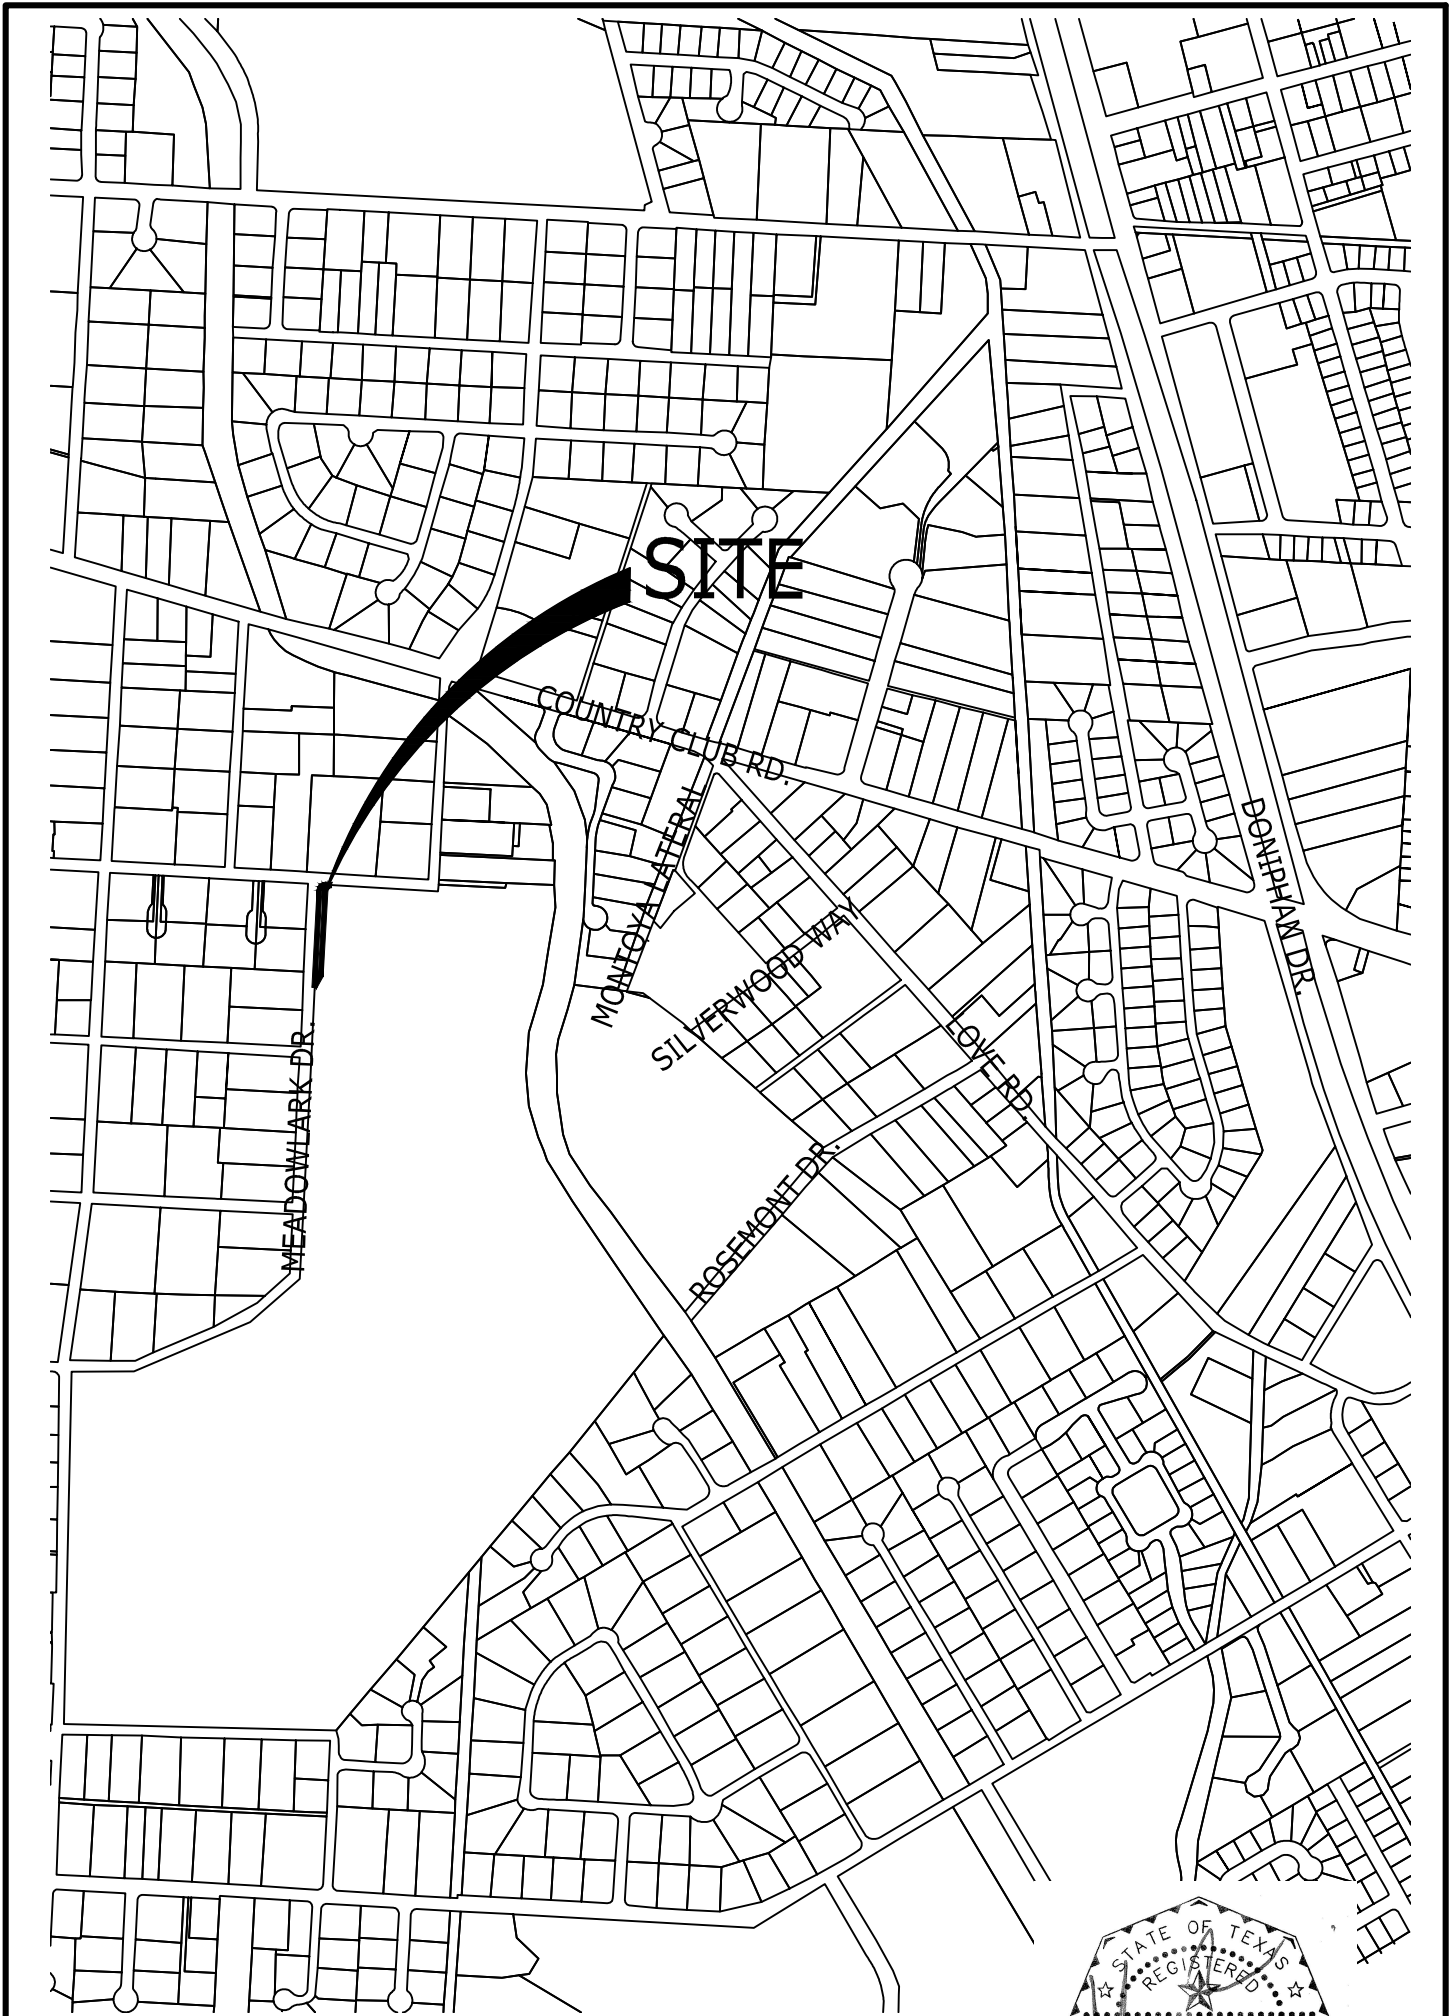 SITE
COUNTRY CLUB RD.
MONTOYA LATERAL
SILVERWOOD WAY
DONIPHAN DR.
LOVE RD.
MEADOWLARK DR.
ROSEMONT DR.
STATE OF TEXAS
REGISTERED